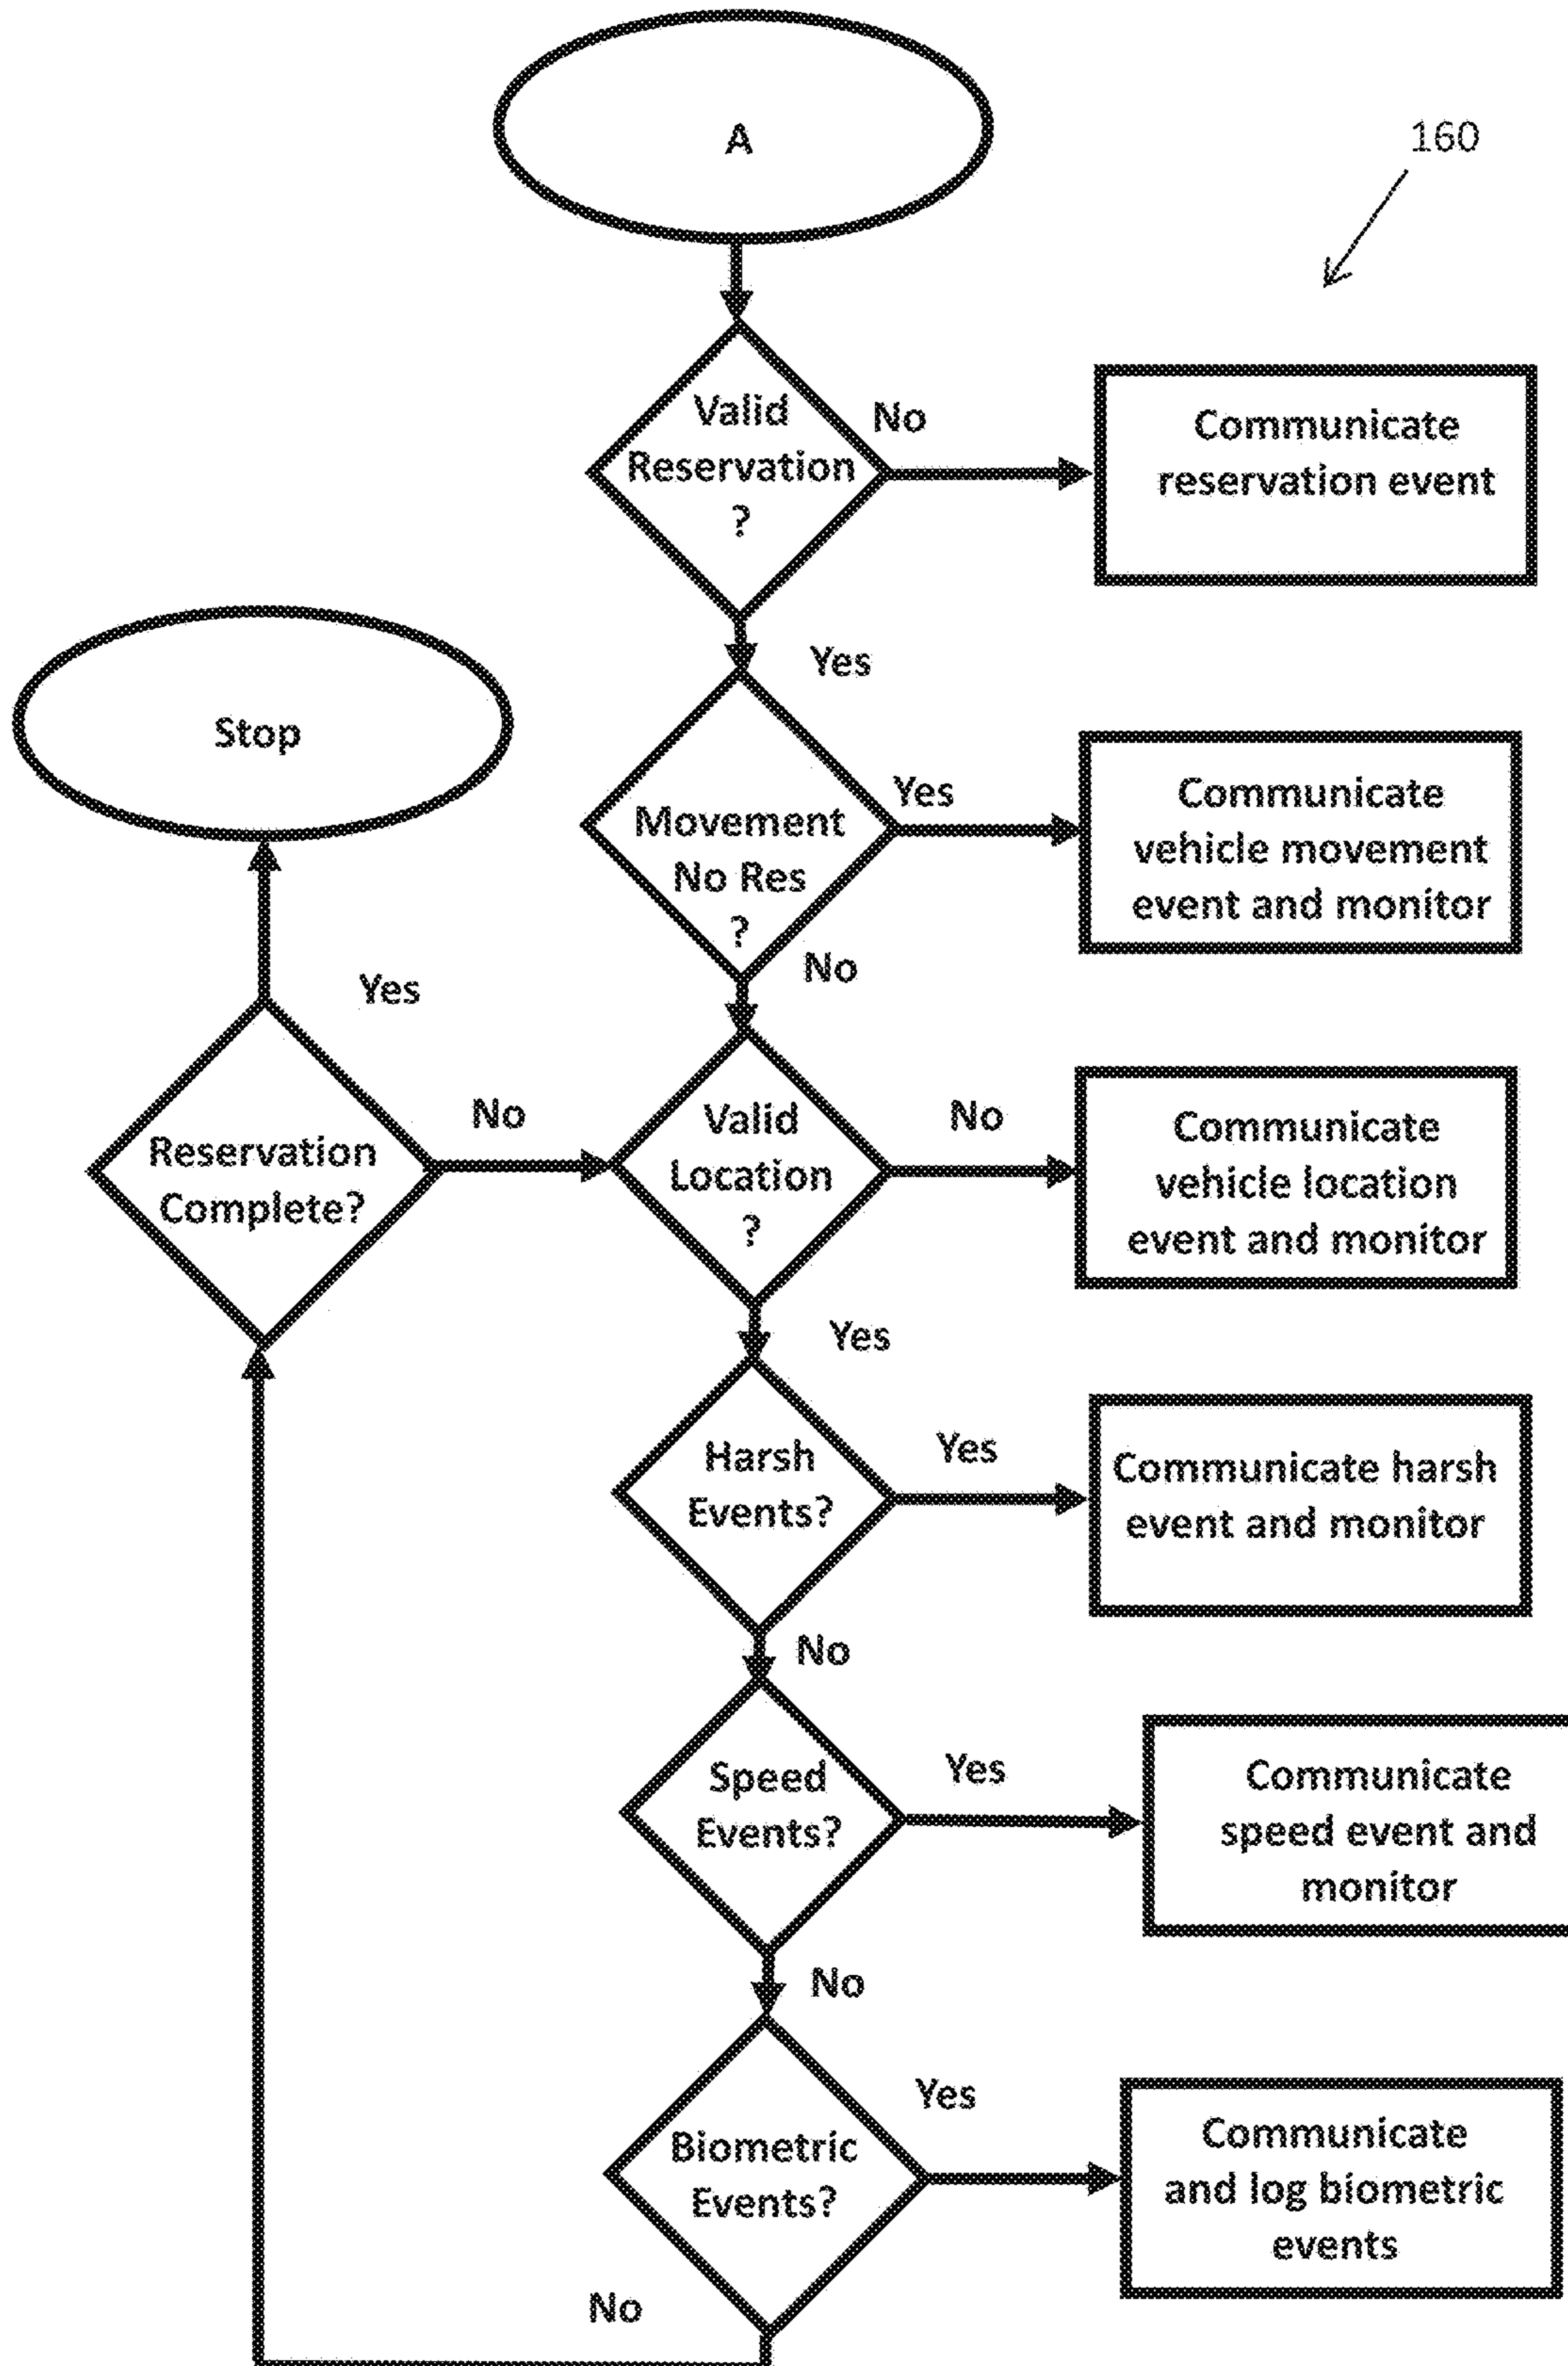 A
160
Valid
Reservation
?
No
Communicate
reservation event
Yes
Stop
Movement
No Res
?
Yes
Communicate
vehicle movement
event and monitor
No
Yes
Reservation
Complete?
No
Valid
Location
?
No
Communicate
vehicle location
event and monitor
Yes
Harsh
Events?
Yes
Communicate harsh
event and monitor
No
Speed
Events?
Yes
Communicate
speed event and
monitor
No
Biometric
Events?
Yes
Communicate
and log biometric
events
No